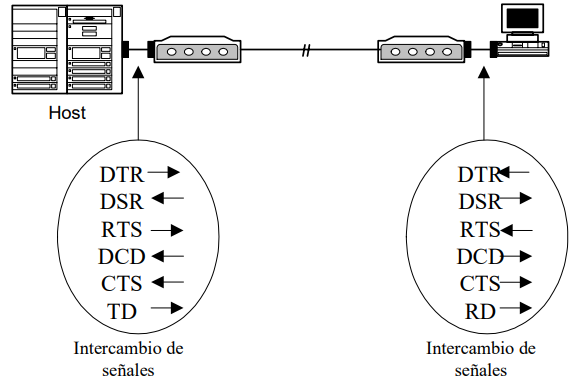 Host
DTR
DSR
RTS
DCD
CTS
TD
Intercambio de
señales
DTR
DSR
RTS
DCD
CTS
RD
Intercambio de
señales